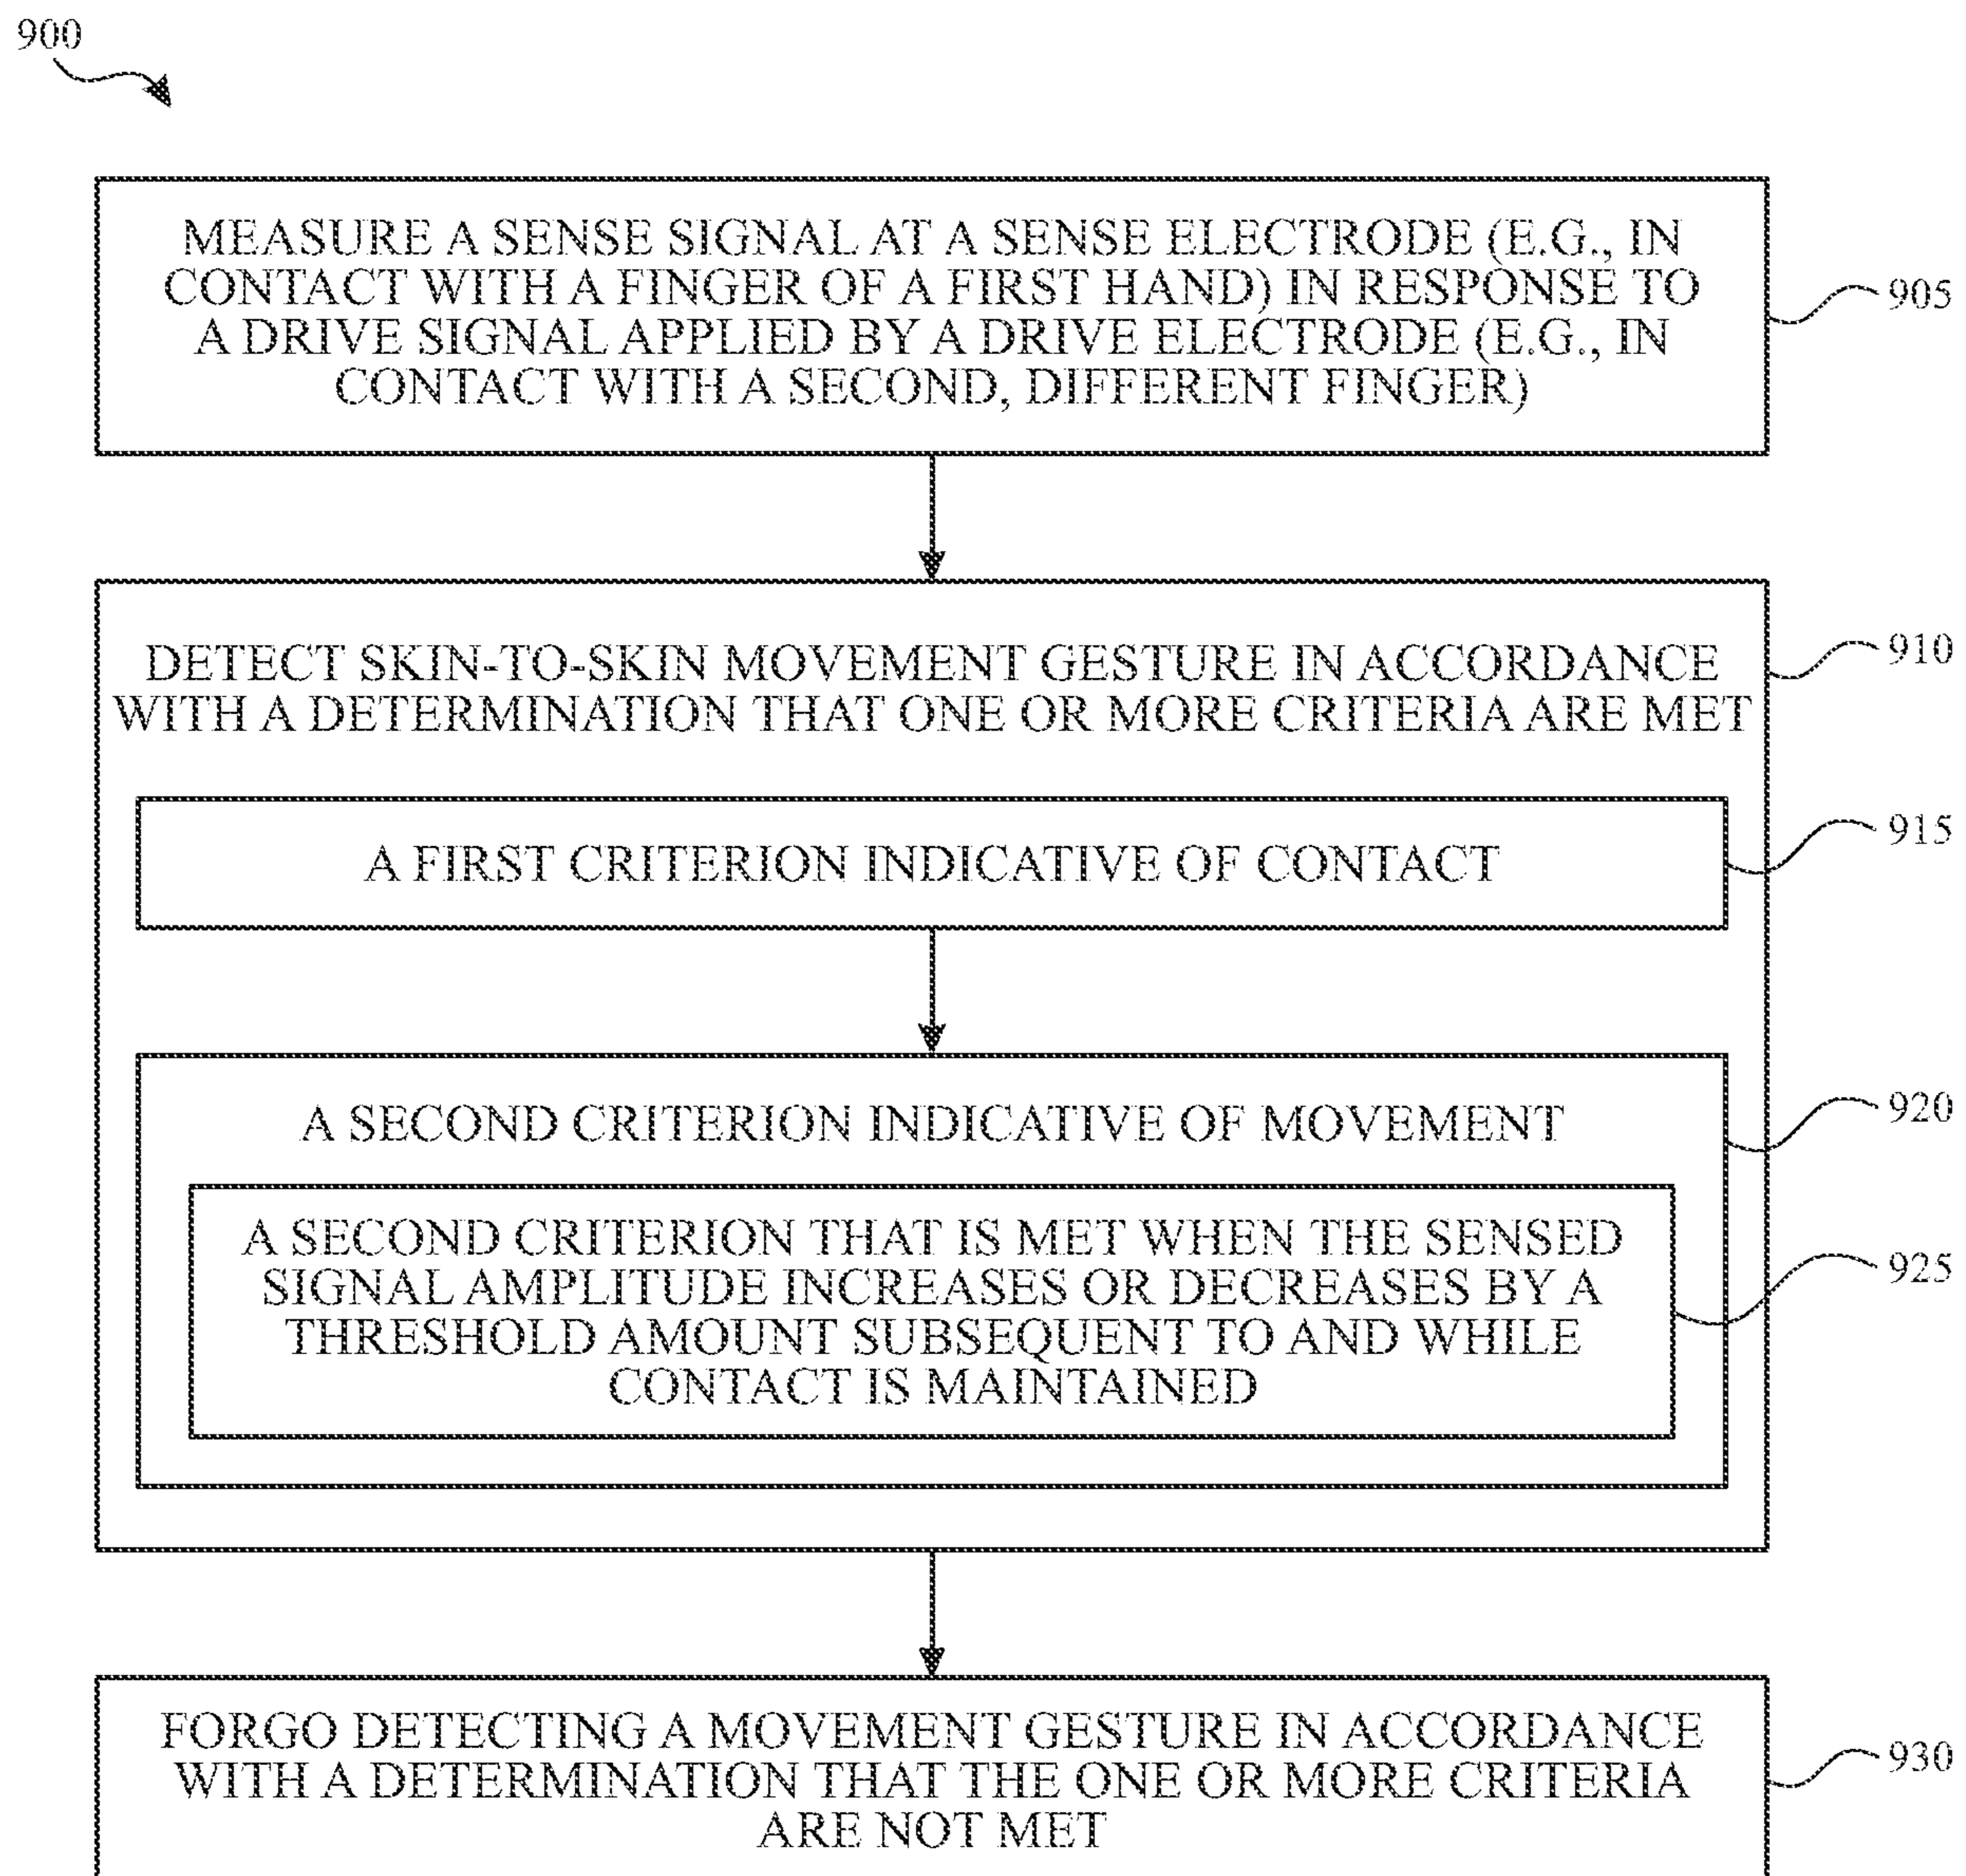 900
MEASURE A SENSE SIGNAL AT A SENSE ELECTRODE (E.G., IN
CONTACT WITH A FINGER OF A FIRST HAND) IN RESPONSE TO
A DRIVE SIGNAL APPLIED BY A DRIVE ELECTRODE (E.G., IN
CONTACT WITH A SECOND, DIFFERENT FINGER)
905
DETECT SKIN-TO-SKIN MOVEMENT GESTURE IN ACCORDANCE
WITH A DETERMINATION THAT ONE OR MORE CRITERIA ARE MET
910
A FIRST CRITERION INDICATIVE OF CONTACT
915
A SECOND CRITERION INDICATIVE OF MOVEMENT
920
A SECOND CRITERION THAT IS MET WHEN THE SENSED
SIGNAL AMPLITUDE INCREASES OR DECREASES BY A
THRESHOLD AMOUNT SUBSEQUENT TO AND WHILE
CONTACT IS MAINTAINED
925
FORGO DETECTING A MOVEMENT GESTURE IN ACCORDANCE
WITH A DETERMINATION THAT THE ONE OR MORE CRITERIA
ARE NOT MET
930